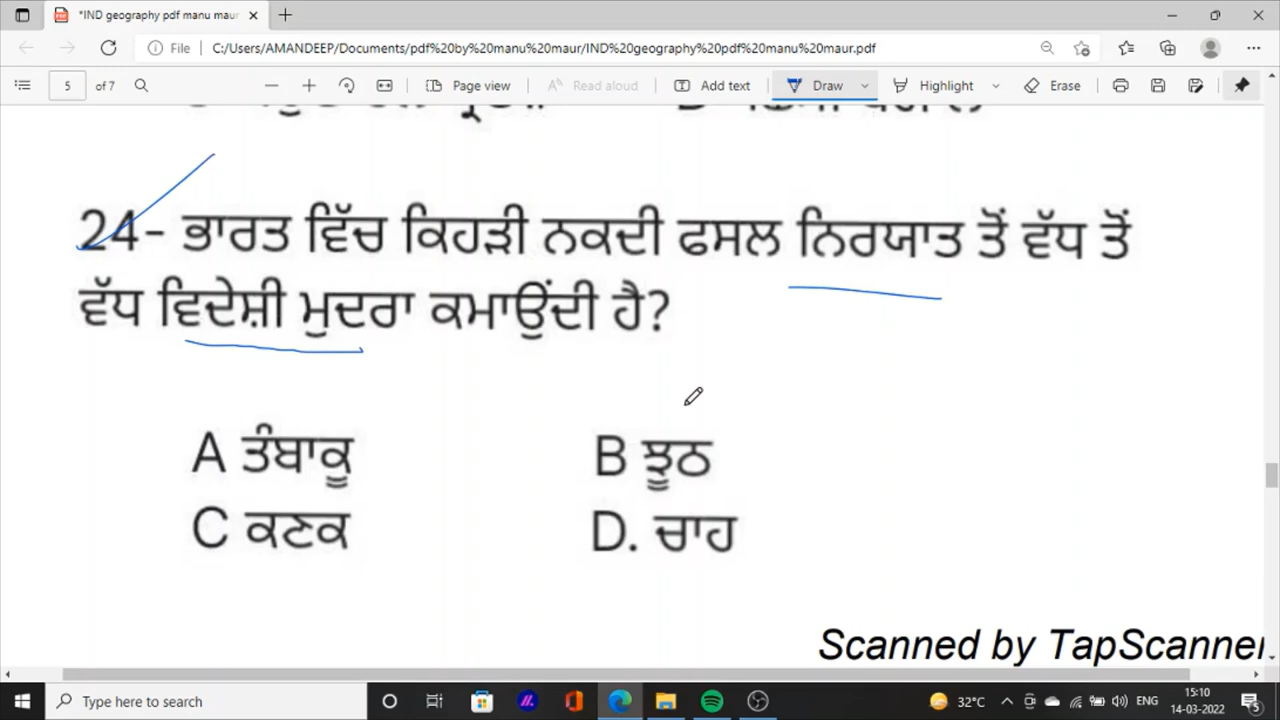 *IND geography pdf manu maur
File C:/Users/AMANDEEP/Documents/pdf%20by%20manu%20maur/IND%20geography%20pdf%20manu%20maur.pdf
5 of 7 Page view Read aloud Add text Draw Highlight Erase
24- ਭਾਰਤ ਵਿੱਚ ਕਿਹੜੀ ਨਕਦੀ ਫਸਲ ਨਿਰਯਾਤ ਤੋਂ ਵੱਧ ਤੋਂ
ਵੱਧ ਵਿਦੇਸ਼ੀ ਮੁਦਰਾ ਕਮਾਉਂਦੀ ਹੈ?
A ਤੰਬਾਕੂ B ਝੂਠ
C ਕਣਕ D. ਚਾਹ
Scanned by TapScanner
Type here to search 32°C ENG 15:10
14-03-2022 5